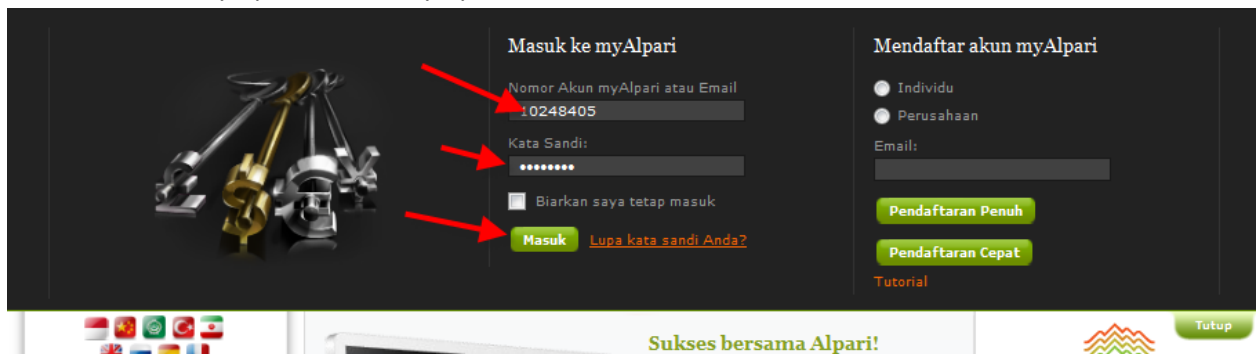 Masuk ke myAlpari
Nomor Akun myAlpari atau Email
10248405
Kata Sandi:
Biarkan saya tetap masuk
Masuk
Lupa kata sandi Anda?
Mendaftar akun myAlpari
Individu
Perusahaan
Email:
Pendaftaran Penuh
Pendaftaran Cepat
Tutorial
Sukses bersama Alpari!
Tutup